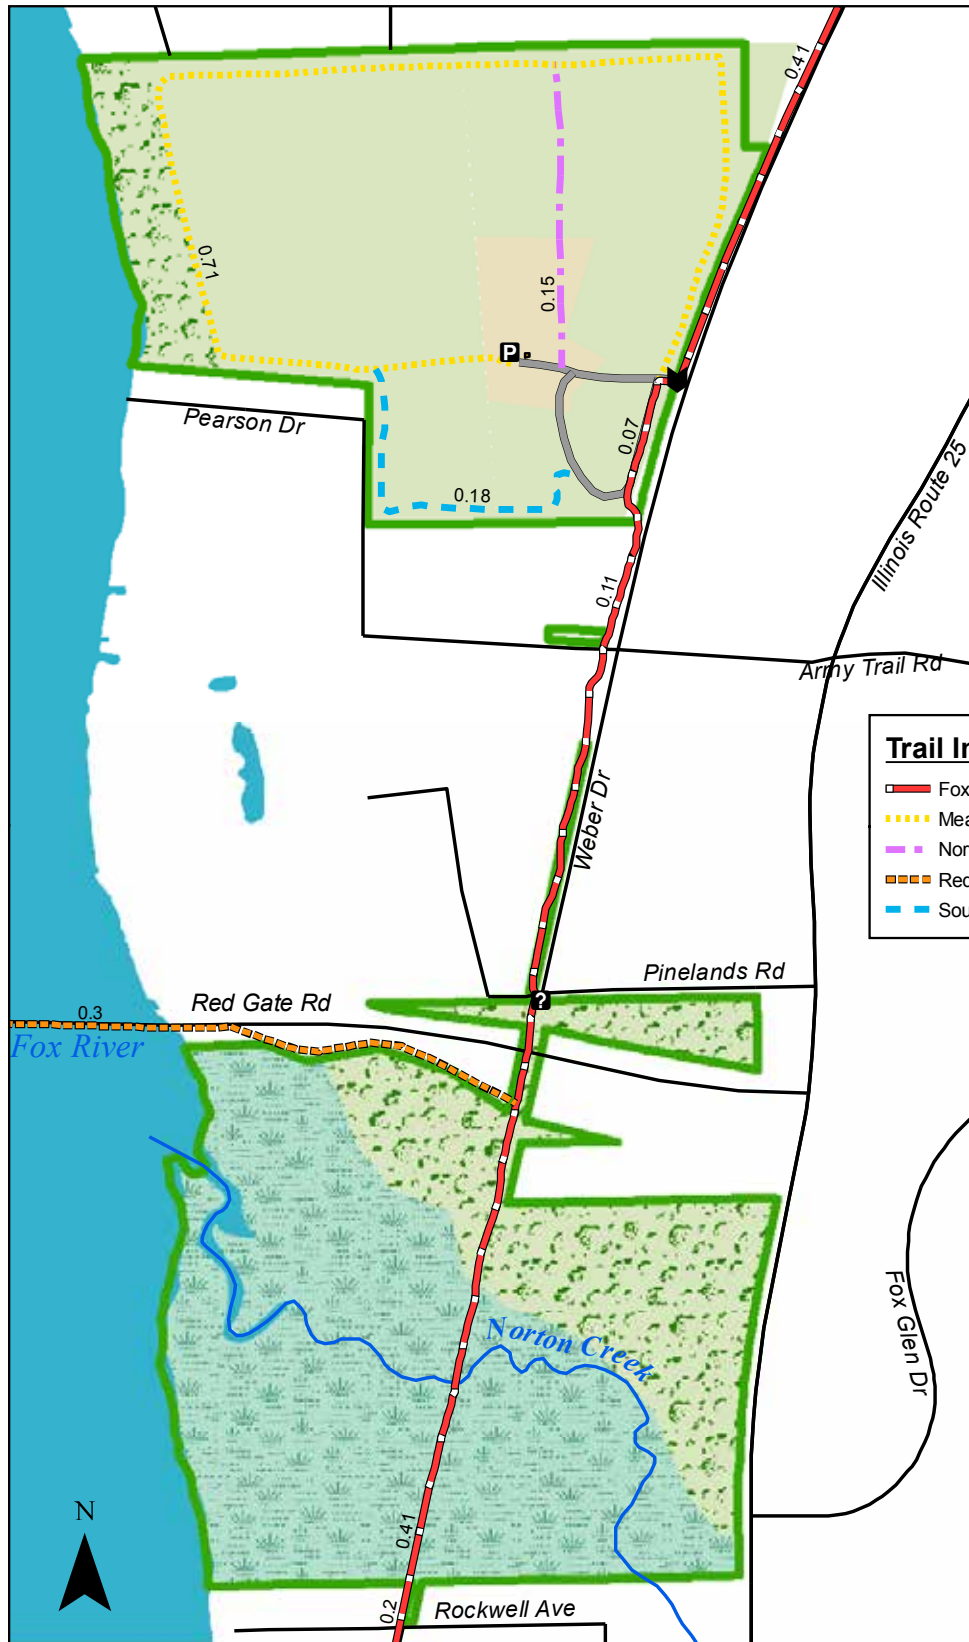 0.41
0.71
0.15
P
Pearson Dr
0.07
0.18
Illinois Route 25
0.11
Army Trail Rd
Trail In
Fox
Mea
Nor
Red
Sou
Weber Dr
Pinelands Rd
?
Red Gate Rd
0.3
Fox River
Norton Creek
Fox Glen Dr
N
0.41
0.2
Rockwell Ave